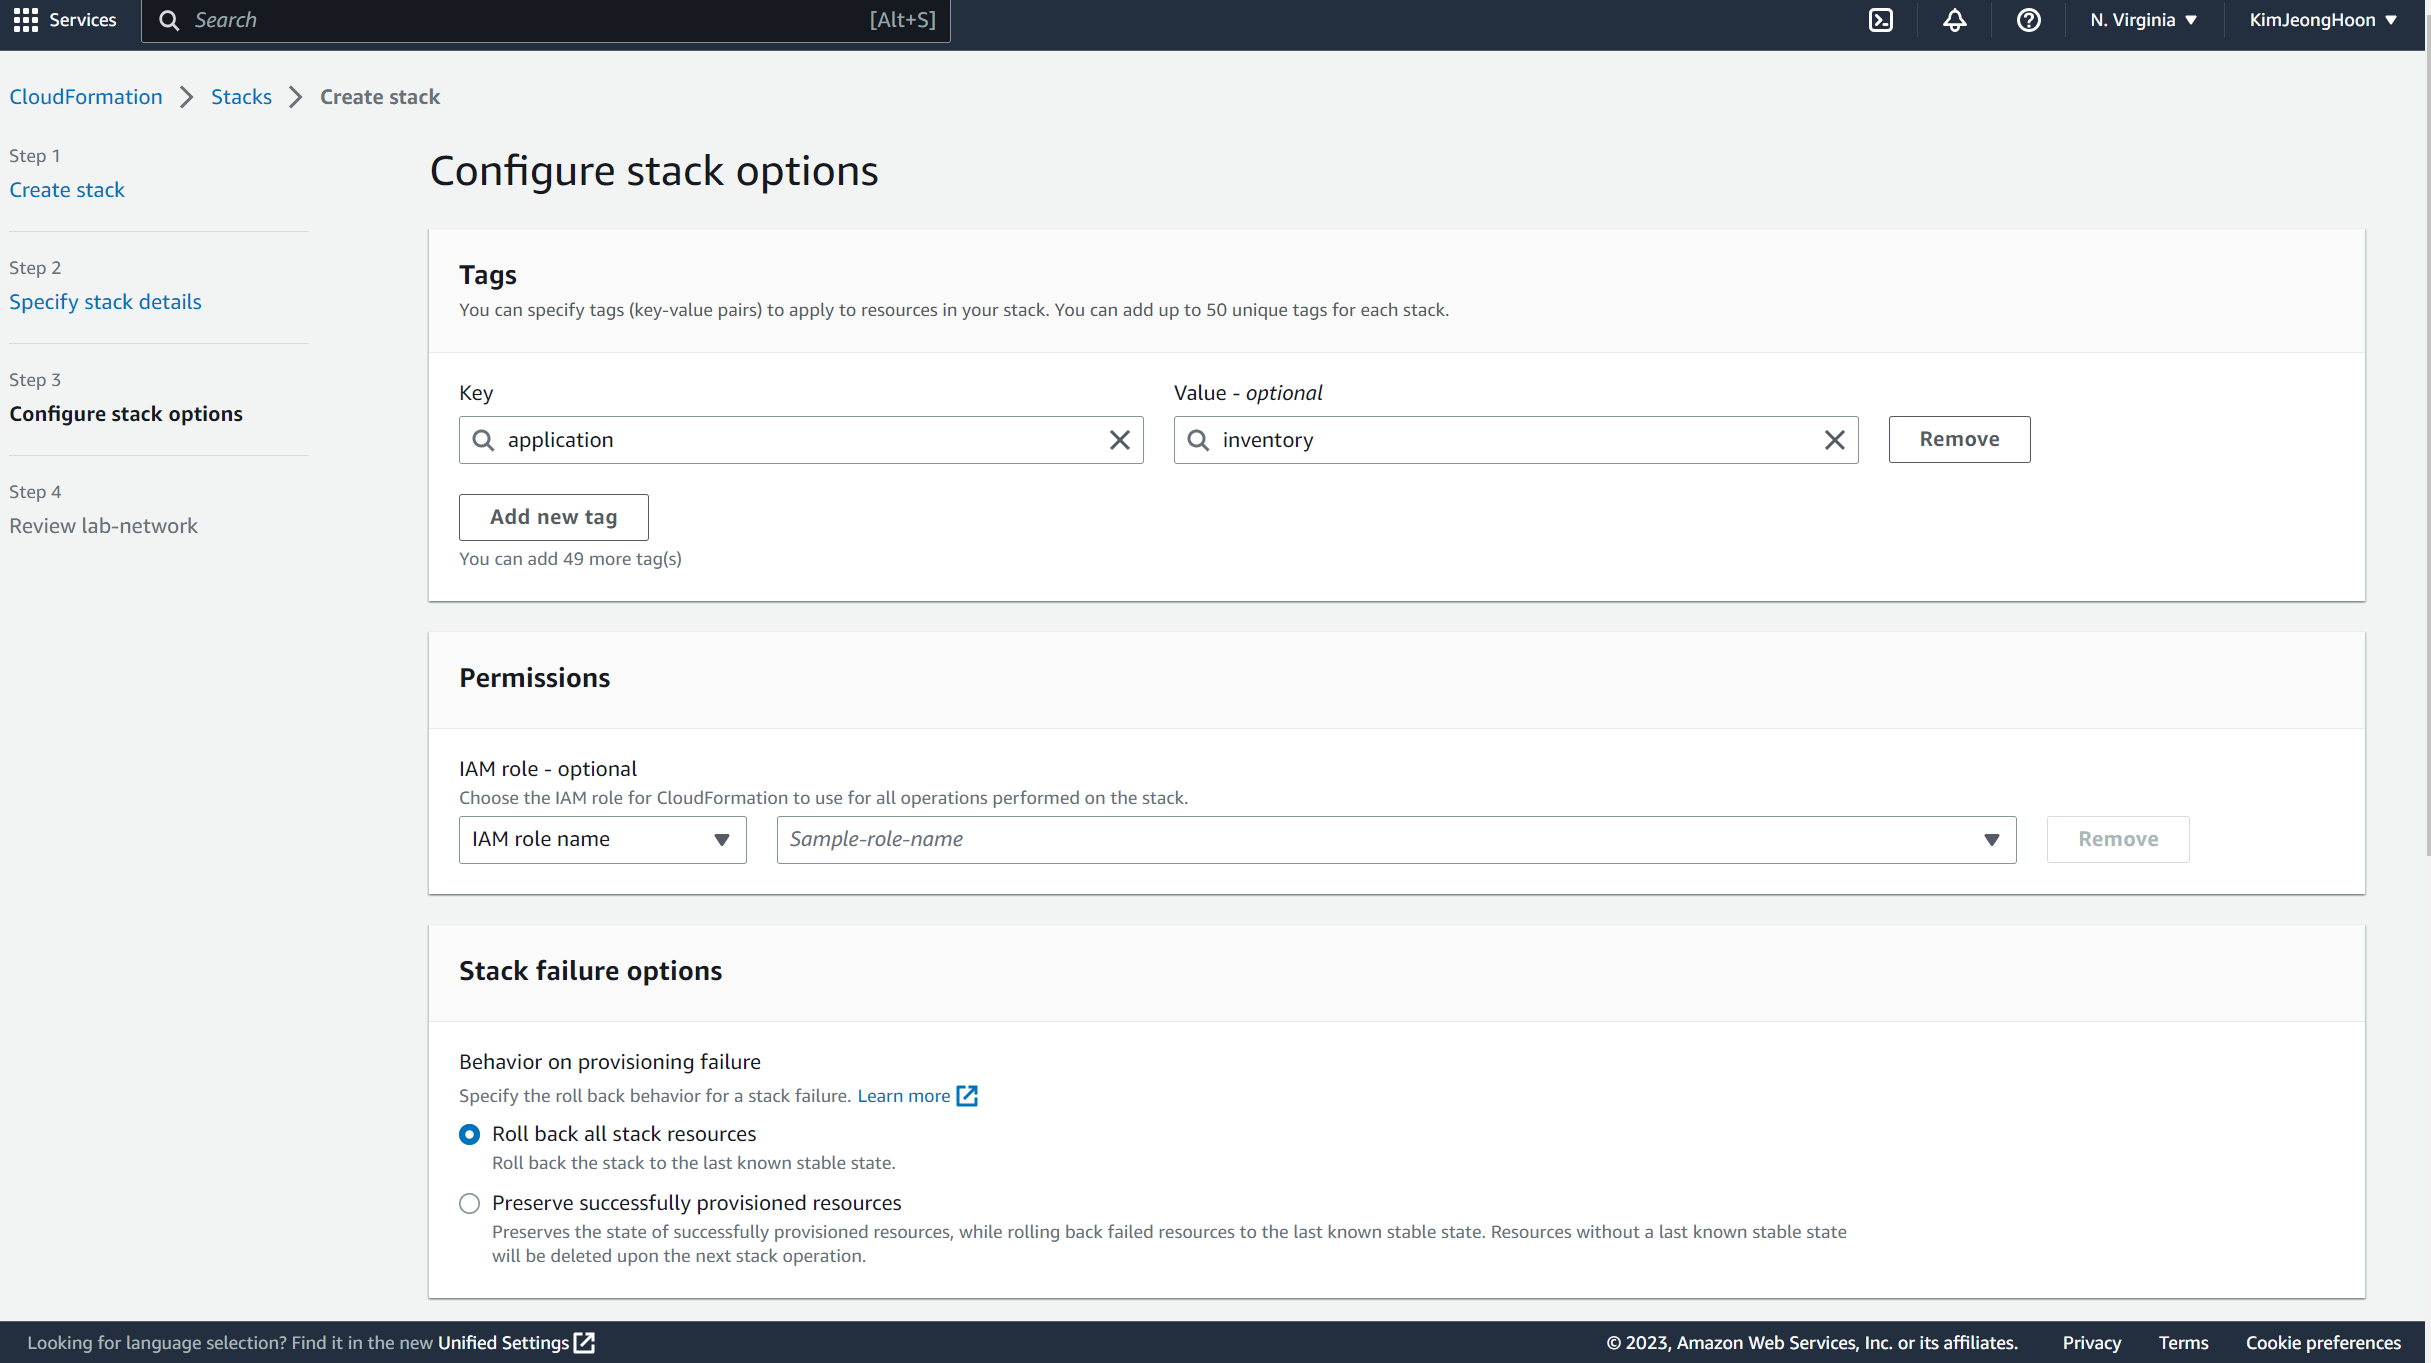 Services
Search
[Alt+S]
N. Virginia
KimJeongHoon
CloudFormation
Stacks
Create stack
Step 1
Create stack
Step 2
Specify stack details
Step 3
Configure stack options
Step 4
Review lab-network
Configure stack options
Tags
You can specify tags (key-value pairs) to apply to resources in your stack. You can add up to 50 unique tags for each stack.
Key
Value - optional
application
inventory
Remove
Add new tag
You can add 49 more tag(s)
Permissions
IAM role - optional
Choose the IAM role for CloudFormation to use for all operations performed on the stack.
IAM role name
Sample-role-name
Remove
Stack failure options
Behavior on provisioning failure
Specify the roll back behavior for a stack failure. Learn more
Roll back all stack resources
Roll back the stack to the last known stable state.
Preserve successfully provisioned resources
Preserves the state of successfully provisioned resources, while rolling back failed resources to the last known stable state. Resources without a last known stable state
will be deleted upon the next stack operation.
Looking for language selection? Find it in the new Unified Settings
© 2023, Amazon Web Services, Inc. or its affiliates.
Privacy
Terms
Cookie preferences